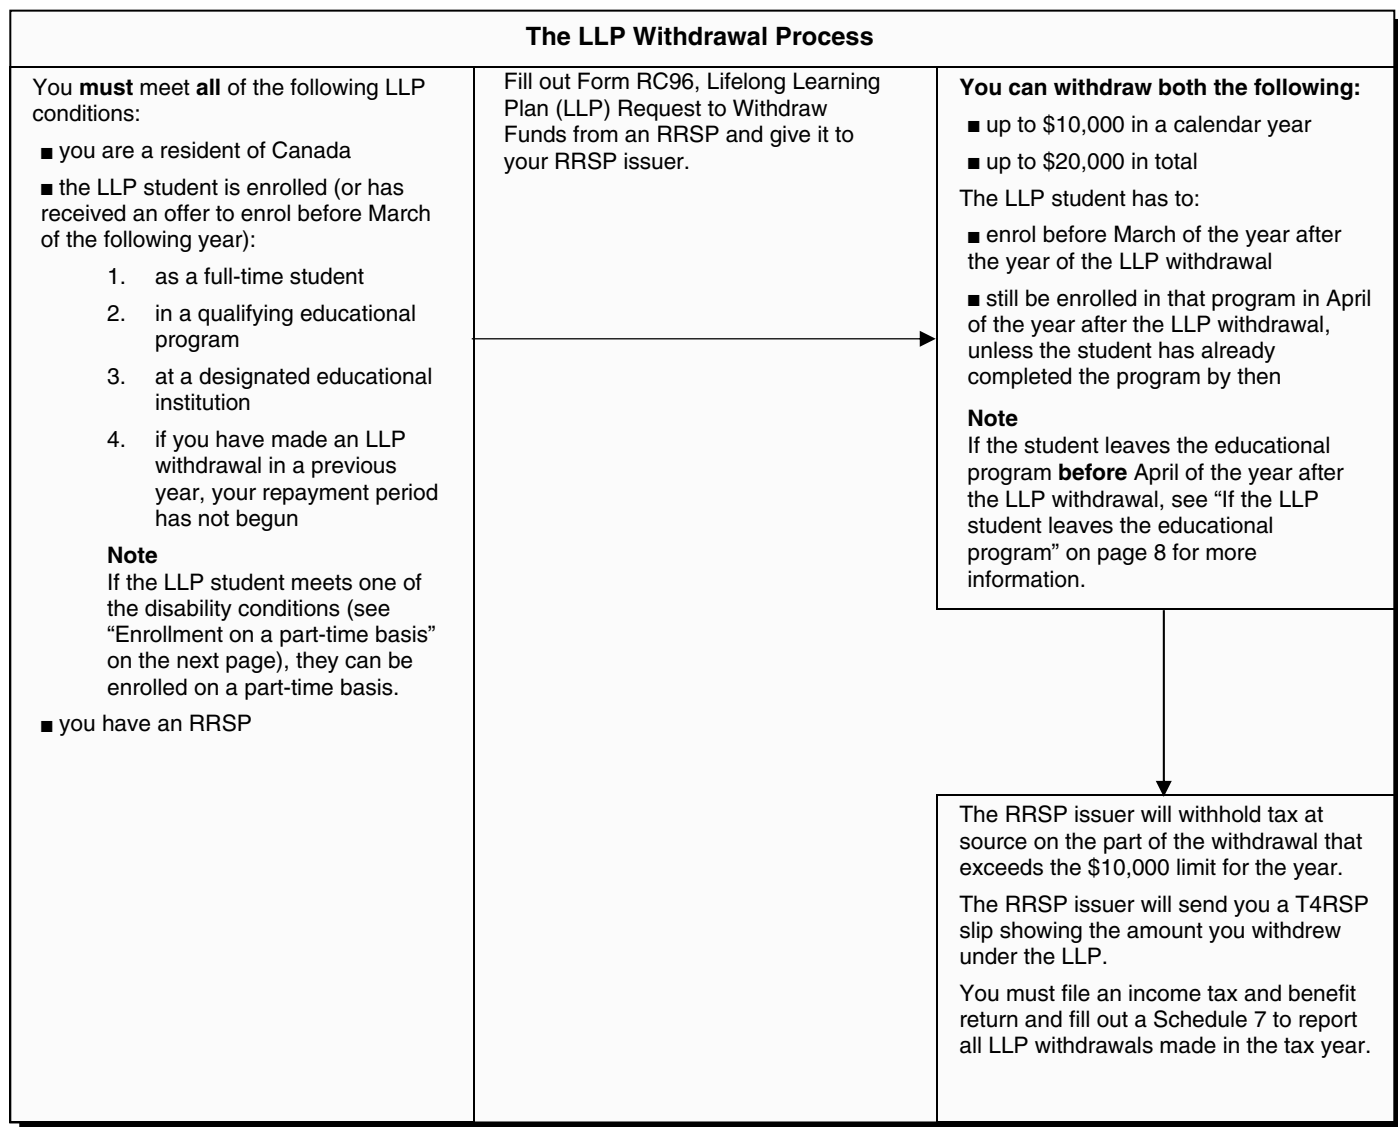 The LLP Withdrawal Process
You must meet all of the following LLP
conditions:
■ you are a resident of Canada
■ the LLP student is enrolled (or has
received an offer to enrol before March
of the following year):
1. as a full-time student
2. in a qualifying educational
program
3. at a designated educational
institution
4. if you have made an LLP
withdrawal in a previous
year, your repayment period
has not begun
Note
If the LLP student meets one of
the disability conditions (see
“Enrollment on a part-time basis”
on the next page), they can be
enrolled on a part-time basis.
■ you have an RRSP
Fill out Form RC96, Lifelong Learning
Plan (LLP) Request to Withdraw
Funds from an RRSP and give it to
your RRSP issuer.
You can withdraw both the following:
■ up to $10,000 in a calendar year
■ up to $20,000 in total
The LLP student has to:
■ enrol before March of the year after
the year of the LLP withdrawal
■ still be enrolled in that program in April
of the year after the LLP withdrawal,
unless the student has already
completed the program by then
Note
If the student leaves the educational
program before April of the year after
the LLP withdrawal, see “If the LLP
student leaves the educational
program” on page 8 for more
information.
The RRSP issuer will withhold tax at
source on the part of the withdrawal that
exceeds the $10,000 limit for the year.
The RRSP issuer will send you a T4RSP
slip showing the amount you withdrew
under the LLP.
You must file an income tax and benefit
return and fill out a Schedule 7 to report
all LLP withdrawals made in the tax year.